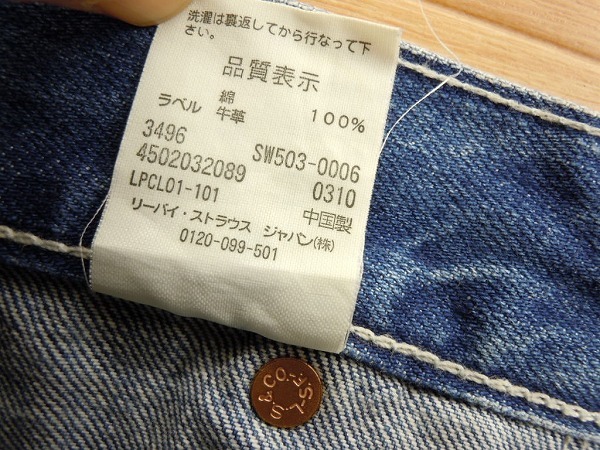 洗濯は裏返してから行なって下
さい。
品質表示
綿 100%
ラベル 牛革
3496 SW503-0006
4502032089 0310
LPCL01-101 中国製
リーバイ・ストラウス ジャパン(株)
0120-099-501
L.S.&CO.